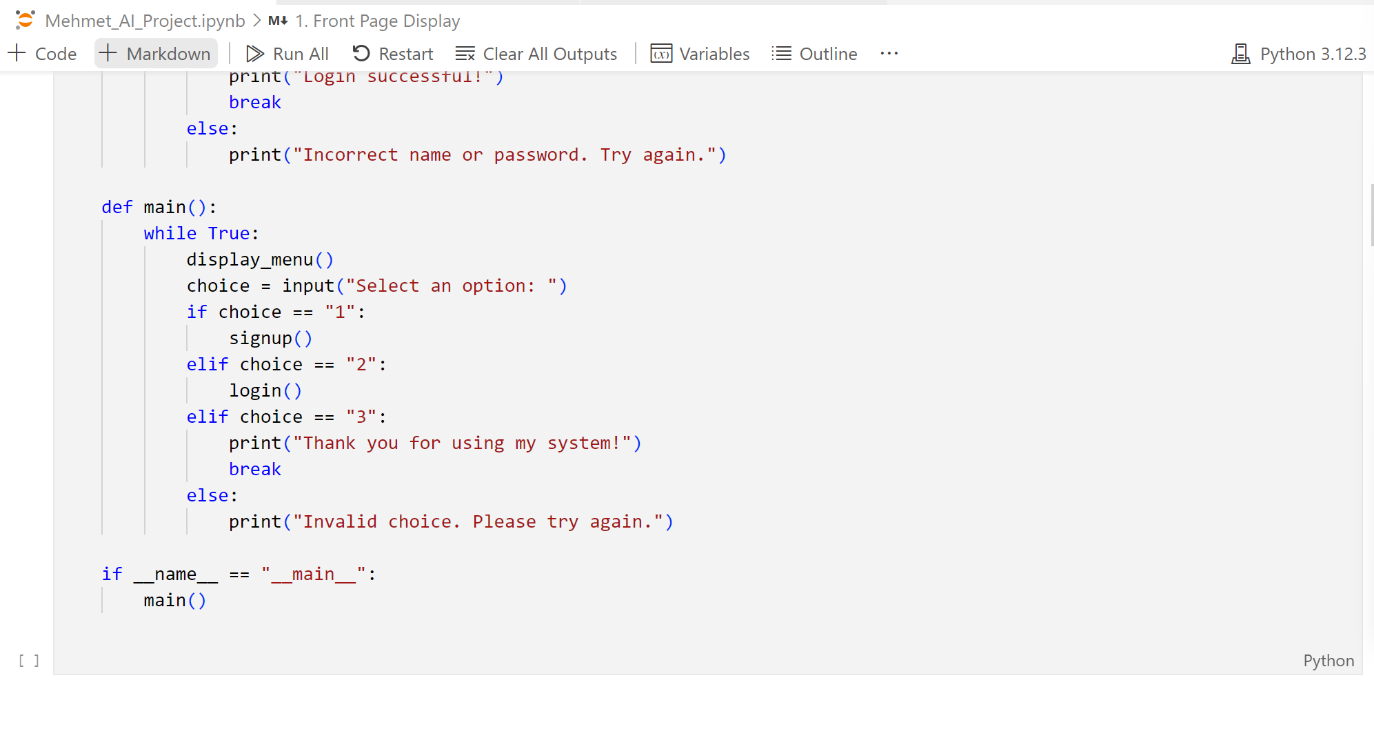 Mehmet_AI_Project.ipynb > M↓ 1. Front Page Display
+ Code + Markdown | Run All Restart Clear All Outputs | Variables Outline ... Python 3.12.3
print("Login successful!")
break
else:
print("Incorrect name or password. Try again.")
def main():
while True:
display_menu()
choice = input("Select an option: ")
if choice == "1":
signup()
elif choice == "2":
login()
elif choice == "3":
print("Thank you for using my system!")
break
else:
print("Invalid choice. Please try again.")
if __name__ == "__main__":
main()
[ ] Python